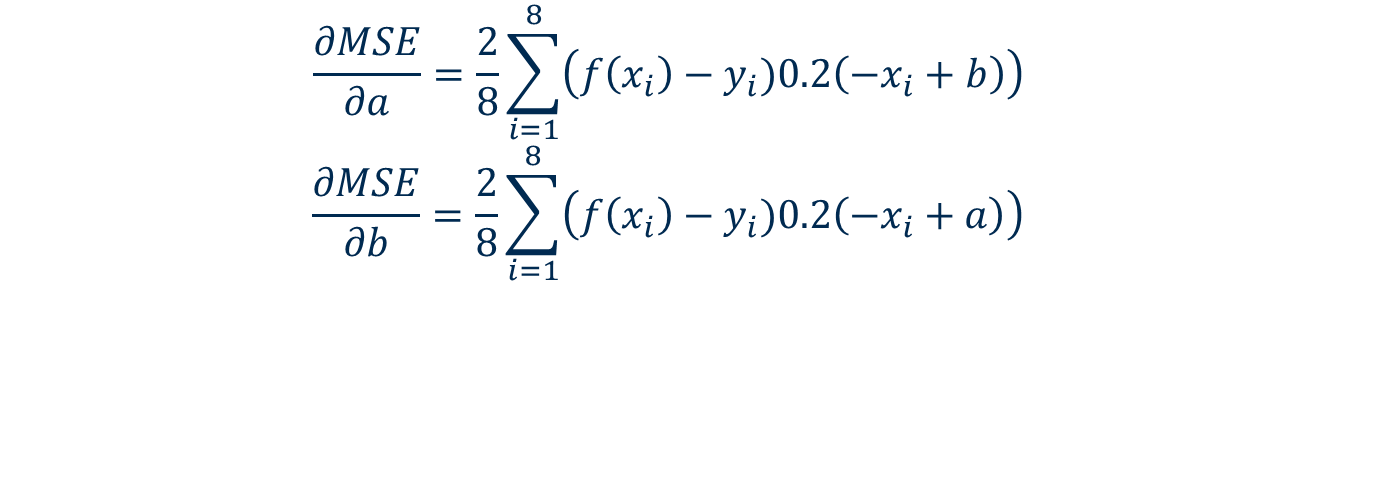 ∂MSE/∂a = 2/8 ∑_{i=1}^{8} (f(x_i) − y_i)0.2(−x_i + b))
∂MSE/∂b = 2/8 ∑_{i=1}^{8} (f(x_i) − y_i)0.2(−x_i + a))